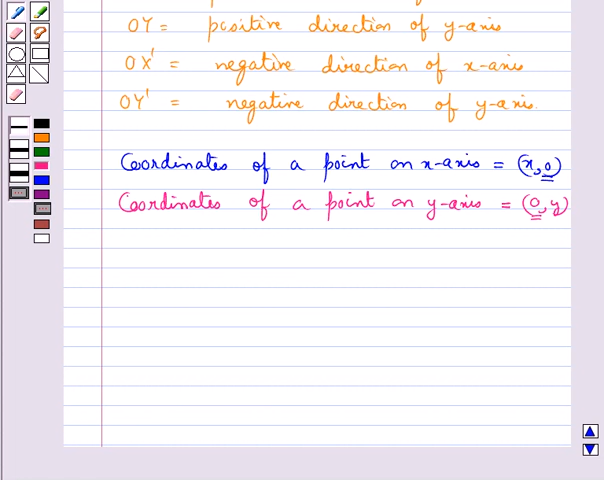 OY = positive direction of y-axis
OX' = negative direction of x-axis
OY' = negative direction of y-axis.
Coordinates of a point on x-axis = (x, 0)
Coordinates of a point on y-axis = (0, y)